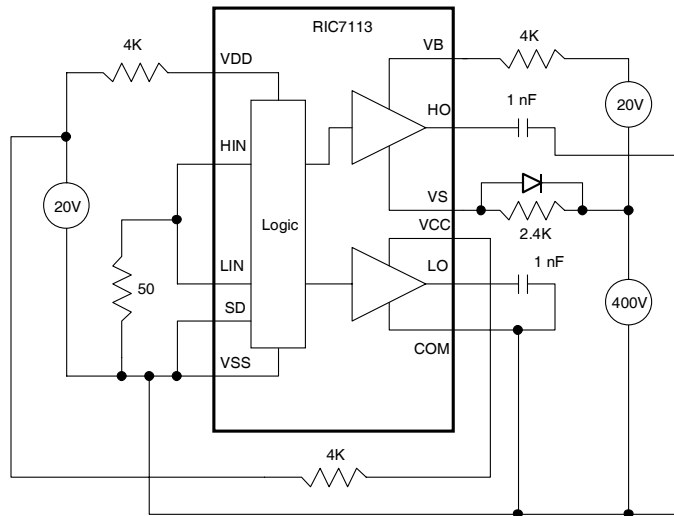 RIC7113
4K
VDD
VB
4K
HO
1 nF
20V
HIN
20V
Logic
VS
VCC
2.4K
LIN
LO
1 nF
50
SD
400V
VSS
COM
4K